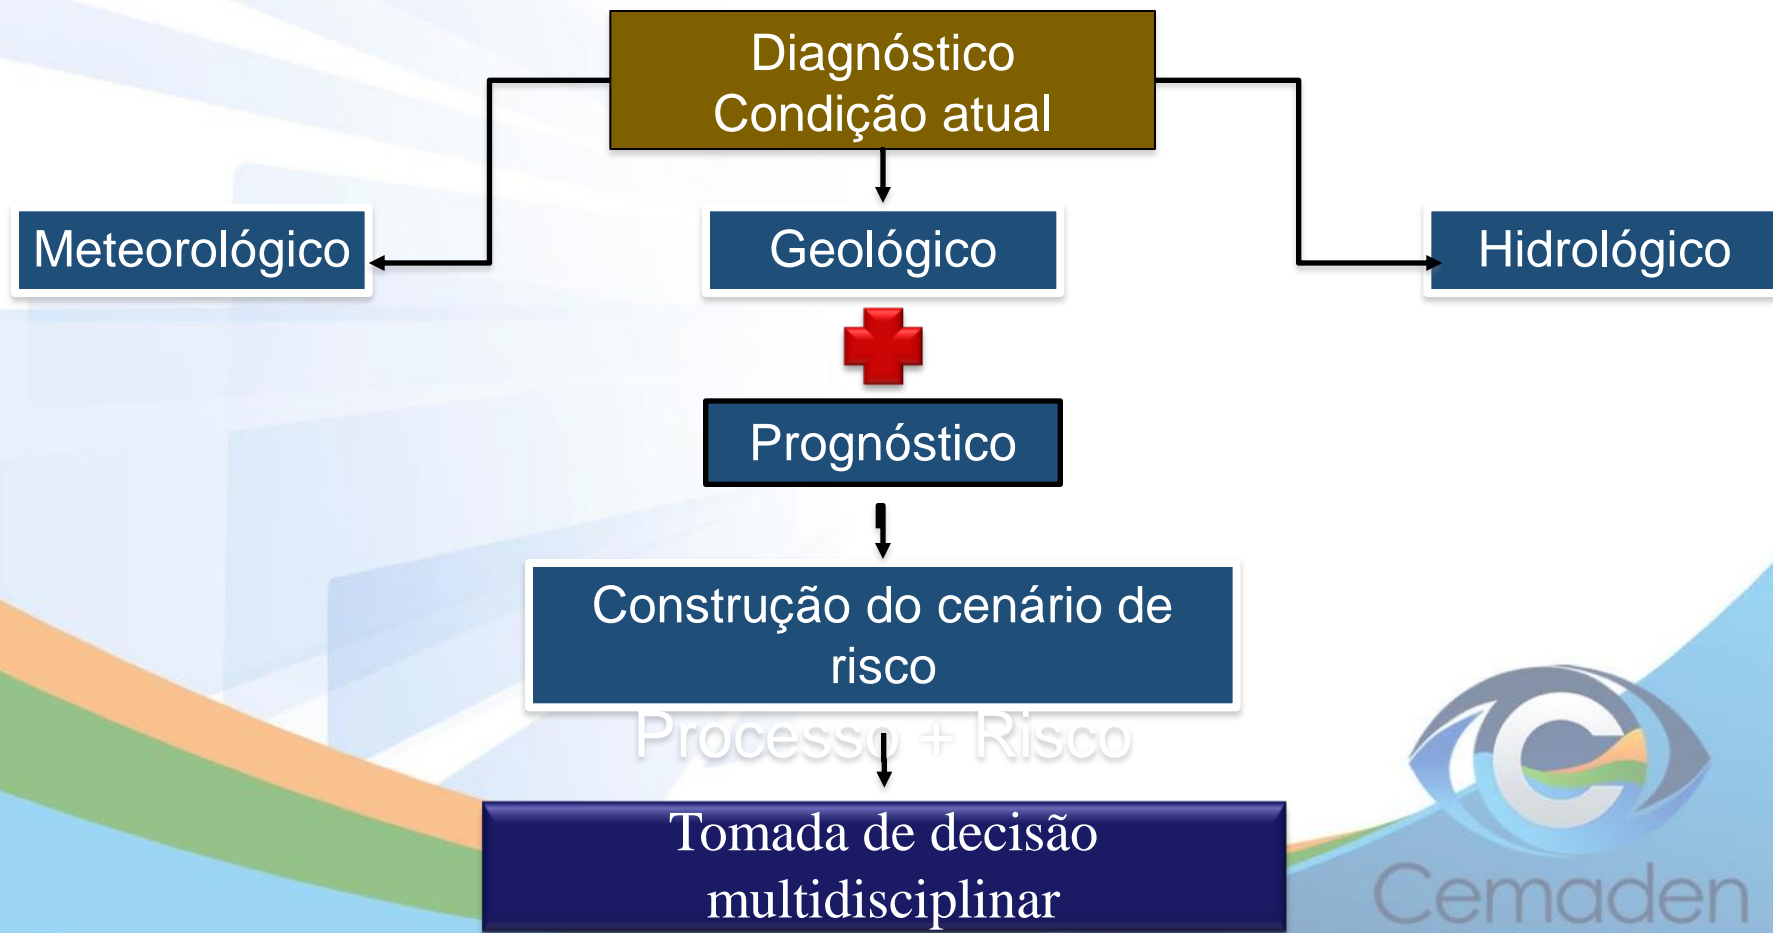 Diagnóstico
Condição atual
Meteorológico
Geológico
Hidrológico
Prognóstico
Construção do cenário de
risco
Processo + Risco
Tomada de decisão
multidisciplinar
Cemaden